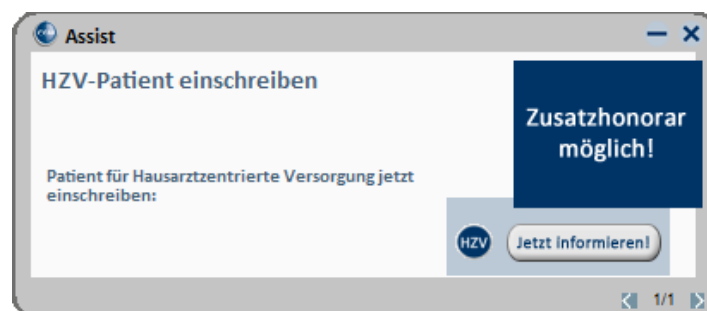 Assist
HZV-Patient einschreiben
Zusatzhonorar
möglich!
Patient für Hausarztzentrierte Versorgung jetzt
einschreiben:
HZV
Jetzt informieren!
1/1